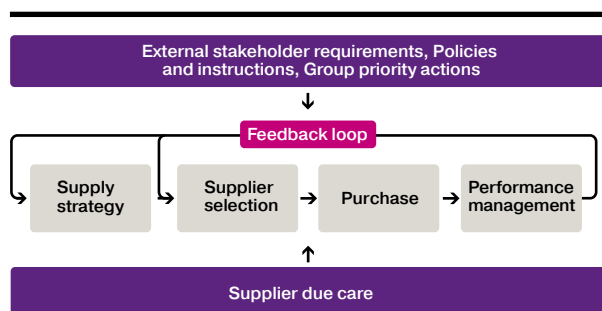 External stakeholder requirements, Policies
and instructions, Group priority actions
Feedback loop
Supply
strategy
Supplier
selection
Purchase
Performance
management
Supplier due care